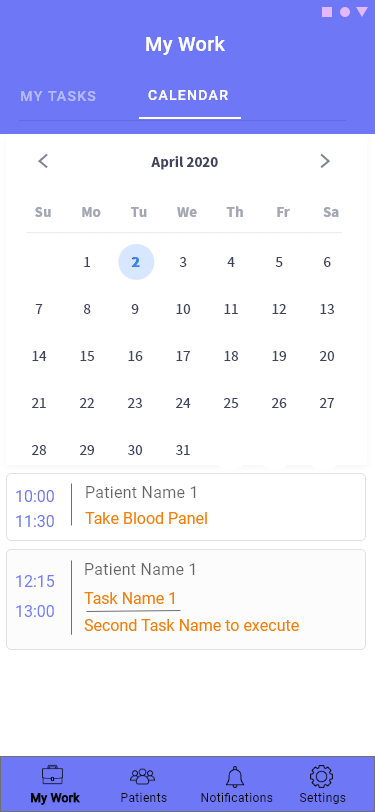 My Work
MY TASKS CALENDAR
April 2020
Su Mo Tu We Th Fr Sa
1 2 3 4 5 6
7 8 9 10 11 12 13
14 15 16 17 18 19 20
21 22 23 24 25 26 27
28 29 30 31
10:00 Patient Name 1
11:30 Take Blood Panel
Patient Name 1
12:15
Task Name 1
13:00
Second Task Name to execute
My Work Patients Notifications Settings